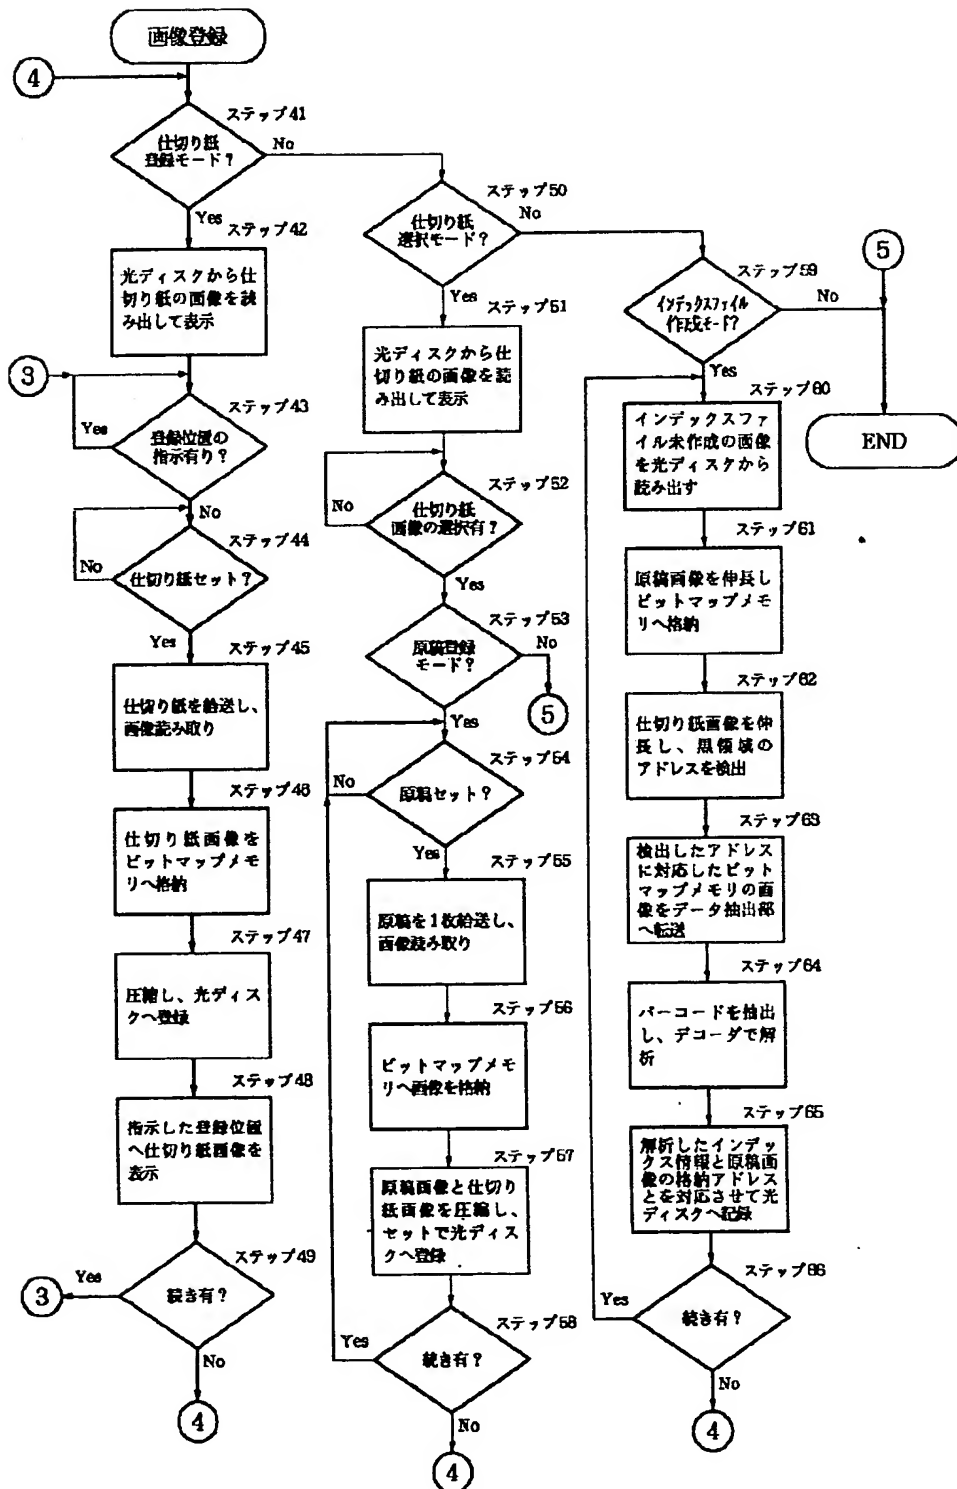 画像登録
4
ステップ41
仕切り紙
登録モード?
No
Yes
ステップ42
光ディスクから仕
切り紙の画像を読
み出して表示
3
ステップ43
Yes
登録位置の
指示有り?
No
ステップ44
No
仕切り紙セット?
Yes
ステップ45
仕切り紙を給送し、
画像読み取り
ステップ46
仕切り紙画像を
ビットマップメモ
リへ格納
ステップ47
圧縮し、光ディス
クへ登録
ステップ48
指示した登録位置
へ仕切り紙画像を
表示
ステップ49
Yes
3
続き有?
No
4
ステップ50
仕切り紙
選択モード?
No
Yes
ステップ51
光ディスクから仕
切り紙の画像を読
み出して表示
ステップ52
No
仕切り紙
画像の選択有?
Yes
ステップ53
原稿登録
モード?
No
5
Yes
ステップ54
No
原稿セット?
Yes
ステップ55
原稿を1枚給送し、
画像読み取り
ステップ56
ビットマップメモ
リへ画像を格納
ステップ57
原稿画像と仕切り
紙画像を圧縮し、
セットで光ディス
クへ登録
ステップ58
Yes
続き有?
No
4
ステップ59
インデックスファイル
作成モード?
No
5
END
Yes
ステップ60
インデックスファ
イル未作成の画像
を光ディスクから
読み出す
ステップ61
原稿画像を伸長し
ビットマップメモ
リへ格納
ステップ62
仕切り紙画像を伸
長し、黒領域の
アドレスを検出
ステップ63
検出したアドレス
に対応したビット
マップメモリの画
像をデータ抽出部
へ転送
ステップ64
バーコードを抽出
し、デコーダで解
析
ステップ65
解析したインデッ
クス情報と原稿画
像の格納アドレス
とを対応させて光
ディスクへ記録
ステップ66
Yes
続き有?
No
4